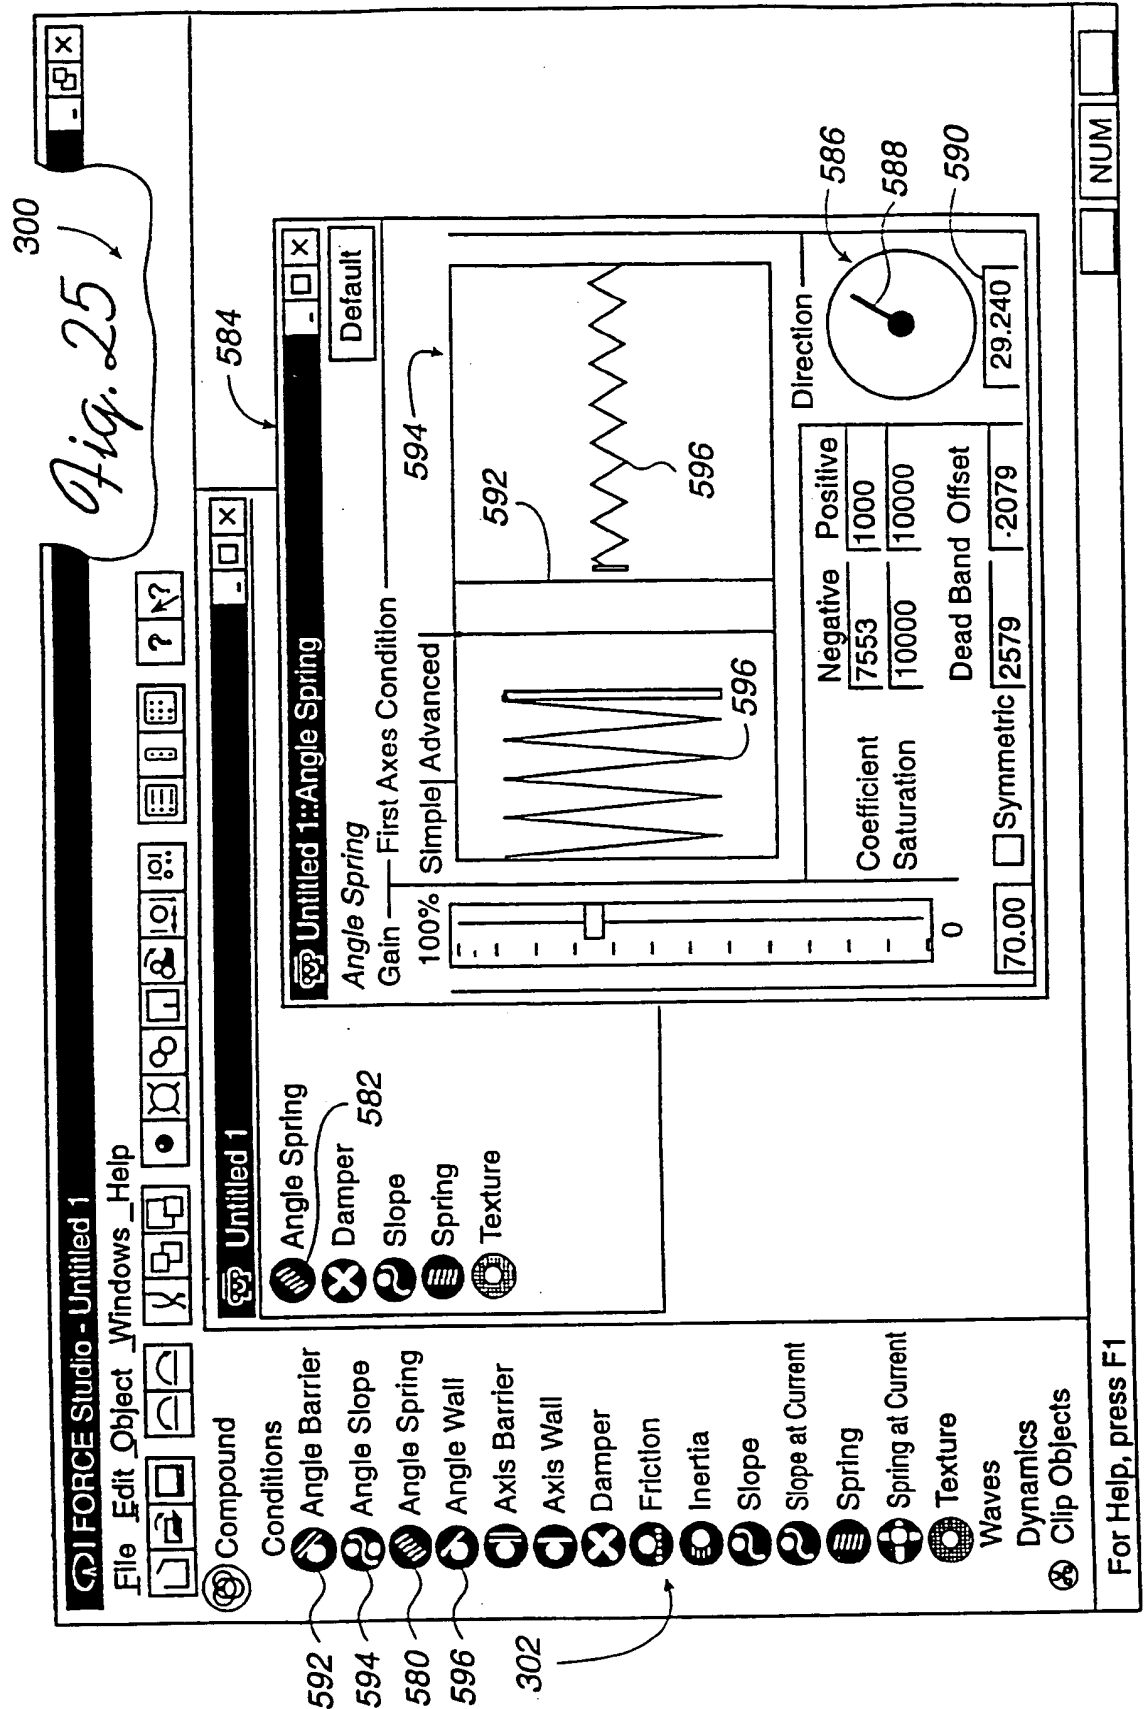 300
Fig. 25
I FORCE Studio - Untitled 1
File Edit Object Windows Help
? ?
Compound
Conditions
592 Angle Barrier
594 Angle Slope
580 Angle Spring
596 Angle Wall
Axis Barrier
Axis Wall
Damper
302
Friction
Inertia
Slope
Slope at Current
Spring
Spring at Current
Texture
Waves
Dynamics
Clip Objects
Untitled 1
Angle Spring
582
Damper
Slope
Spring
Texture
584
Untitled 1::Angle Spring
Angle Spring
Default
Gain
First Axes Condition
100%
0
70.00
Simple Advanced
594
592
596
596
Negative Positive
Coefficient 7553 1000
Saturation 10000 10000
Dead Band Offset
Symmetric 2579 -2079
Direction
586
588
590
29.240
For Help, press F1
NUM